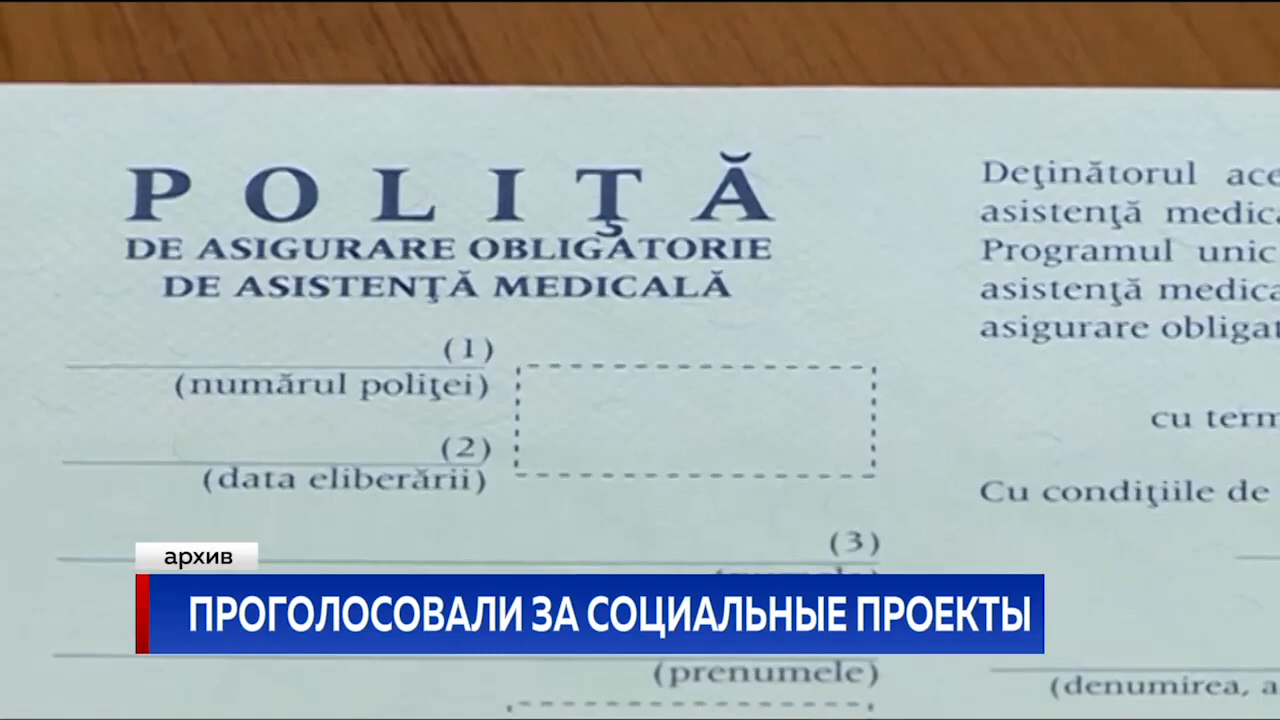 POLIŢĂ
DE ASIGURARE OBLIGATORIE
DE ASISTENŢĂ MEDICALĂ
(1)
(numărul poliţei)
(2)
(data eliberării)
(3)
(prenumele)
Deţinătorul
asistenţă
Programul unic
asistenţă
asigurare
cu
Cu condiţiile de
(denumirea,
архив
ПРОГОЛОСОВАЛИ ЗА СОЦИАЛЬНЫЕ ПРОЕКТЫ